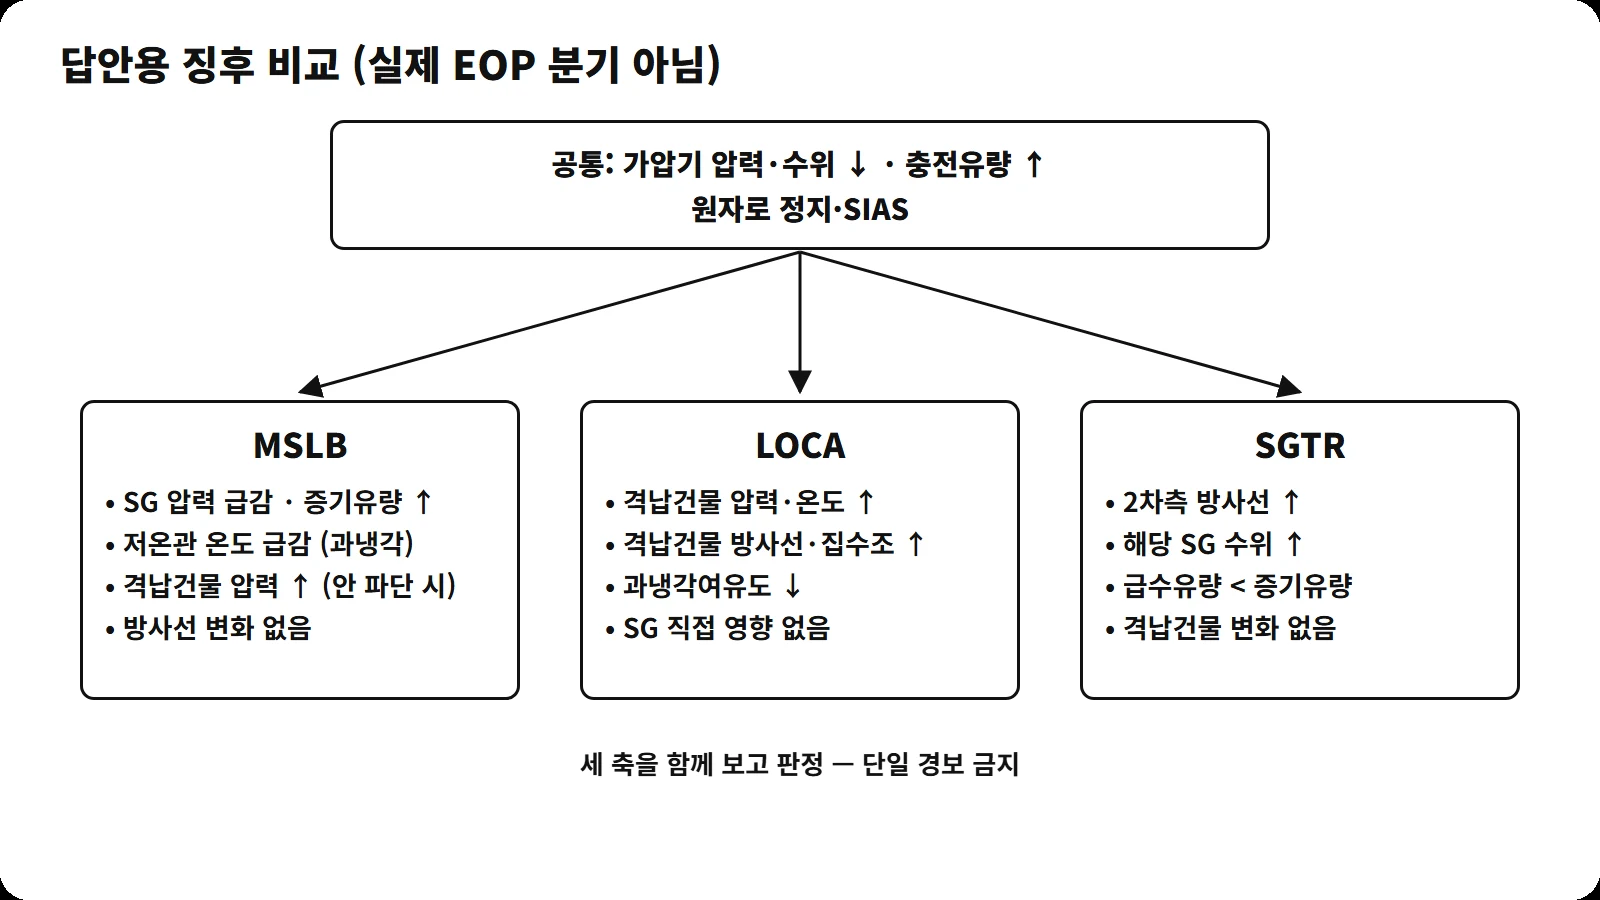 답안용 징후 비교 (실제 EOP 분기 아님)
공통: 가압기 압력·수위 ↓ · 충전유량 ↑
원자로 정지·SIAS
MSLB
• SG 압력 급감 · 증기유량 ↑
• 저온관 온도 급감 (과냉각)
• 격납건물 압력 ↑ (안 파단 시)
• 방사선 변화 없음
LOCA
• 격납건물 압력·온도 ↑
• 격납건물 방사선·집수조 ↑
• 과냉각여유도 ↓
• SG 직접 영향 없음
SGTR
• 2차측 방사선 ↑
• 해당 SG 수위 ↑
• 급수유량 < 증기유량
• 격납건물 변화 없음
세 축을 함께 보고 판정 — 단일 경보 금지